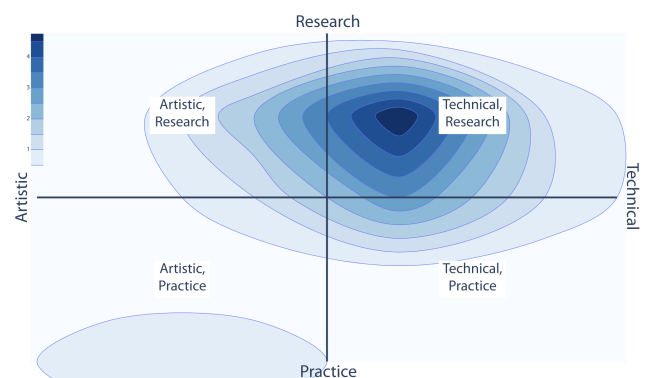 Research
4
3
2
1
Artistic,
Research
Technical,
Research
Artistic
Technical
Artistic,
Practice
Technical,
Practice
Practice